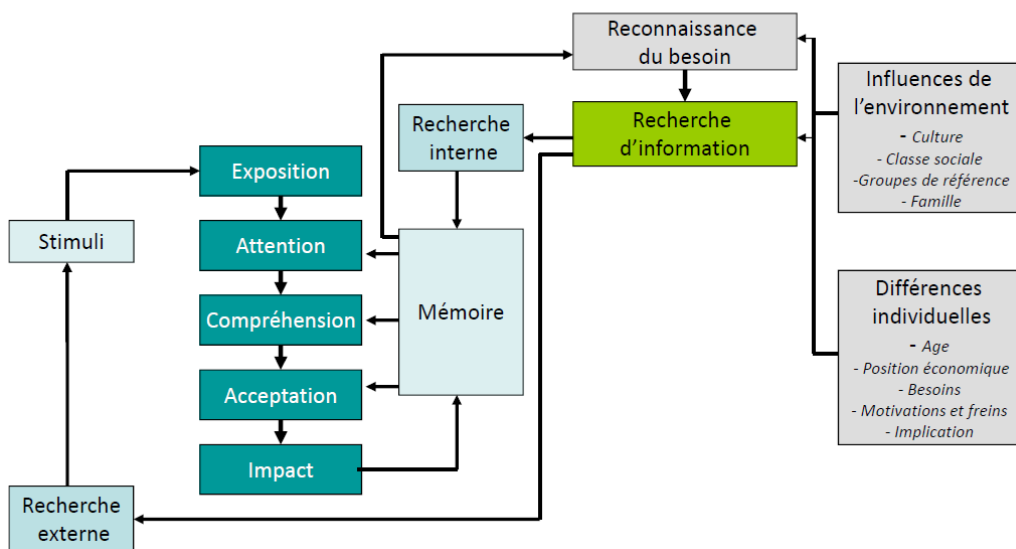 Reconnaissance
du besoin
Recherche
d'information
Recherche
interne
Influences de
l'environnement
- Culture
- Classe sociale
-Groupes de référence
- Famille
Exposition
Stimuli
Attention
Compréhension
Mémoire
Acceptation
Impact
Différences
individuelles
- Age
- Position économique
- Besoins
- Motivations et freins
- Implication
Recherche
externe